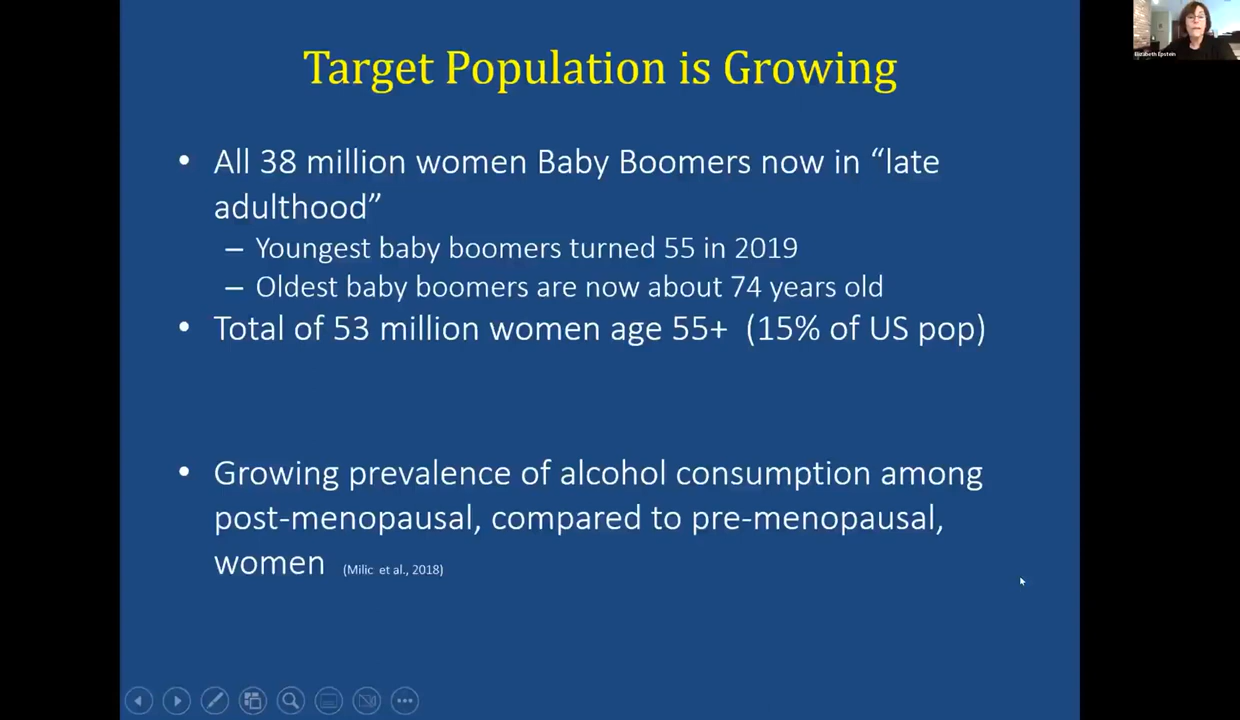 Target Population is Growing
• All 38 million women Baby Boomers now in “late
adulthood”
– Youngest baby boomers turned 55 in 2019
– Oldest baby boomers are now about 74 years old
• Total of 53 million women age 55+ (15% of US pop)
• Growing prevalence of alcohol consumption among
post-menopausal, compared to pre-menopausal,
women (Milic et al., 2018)
Elizabeth Epstein